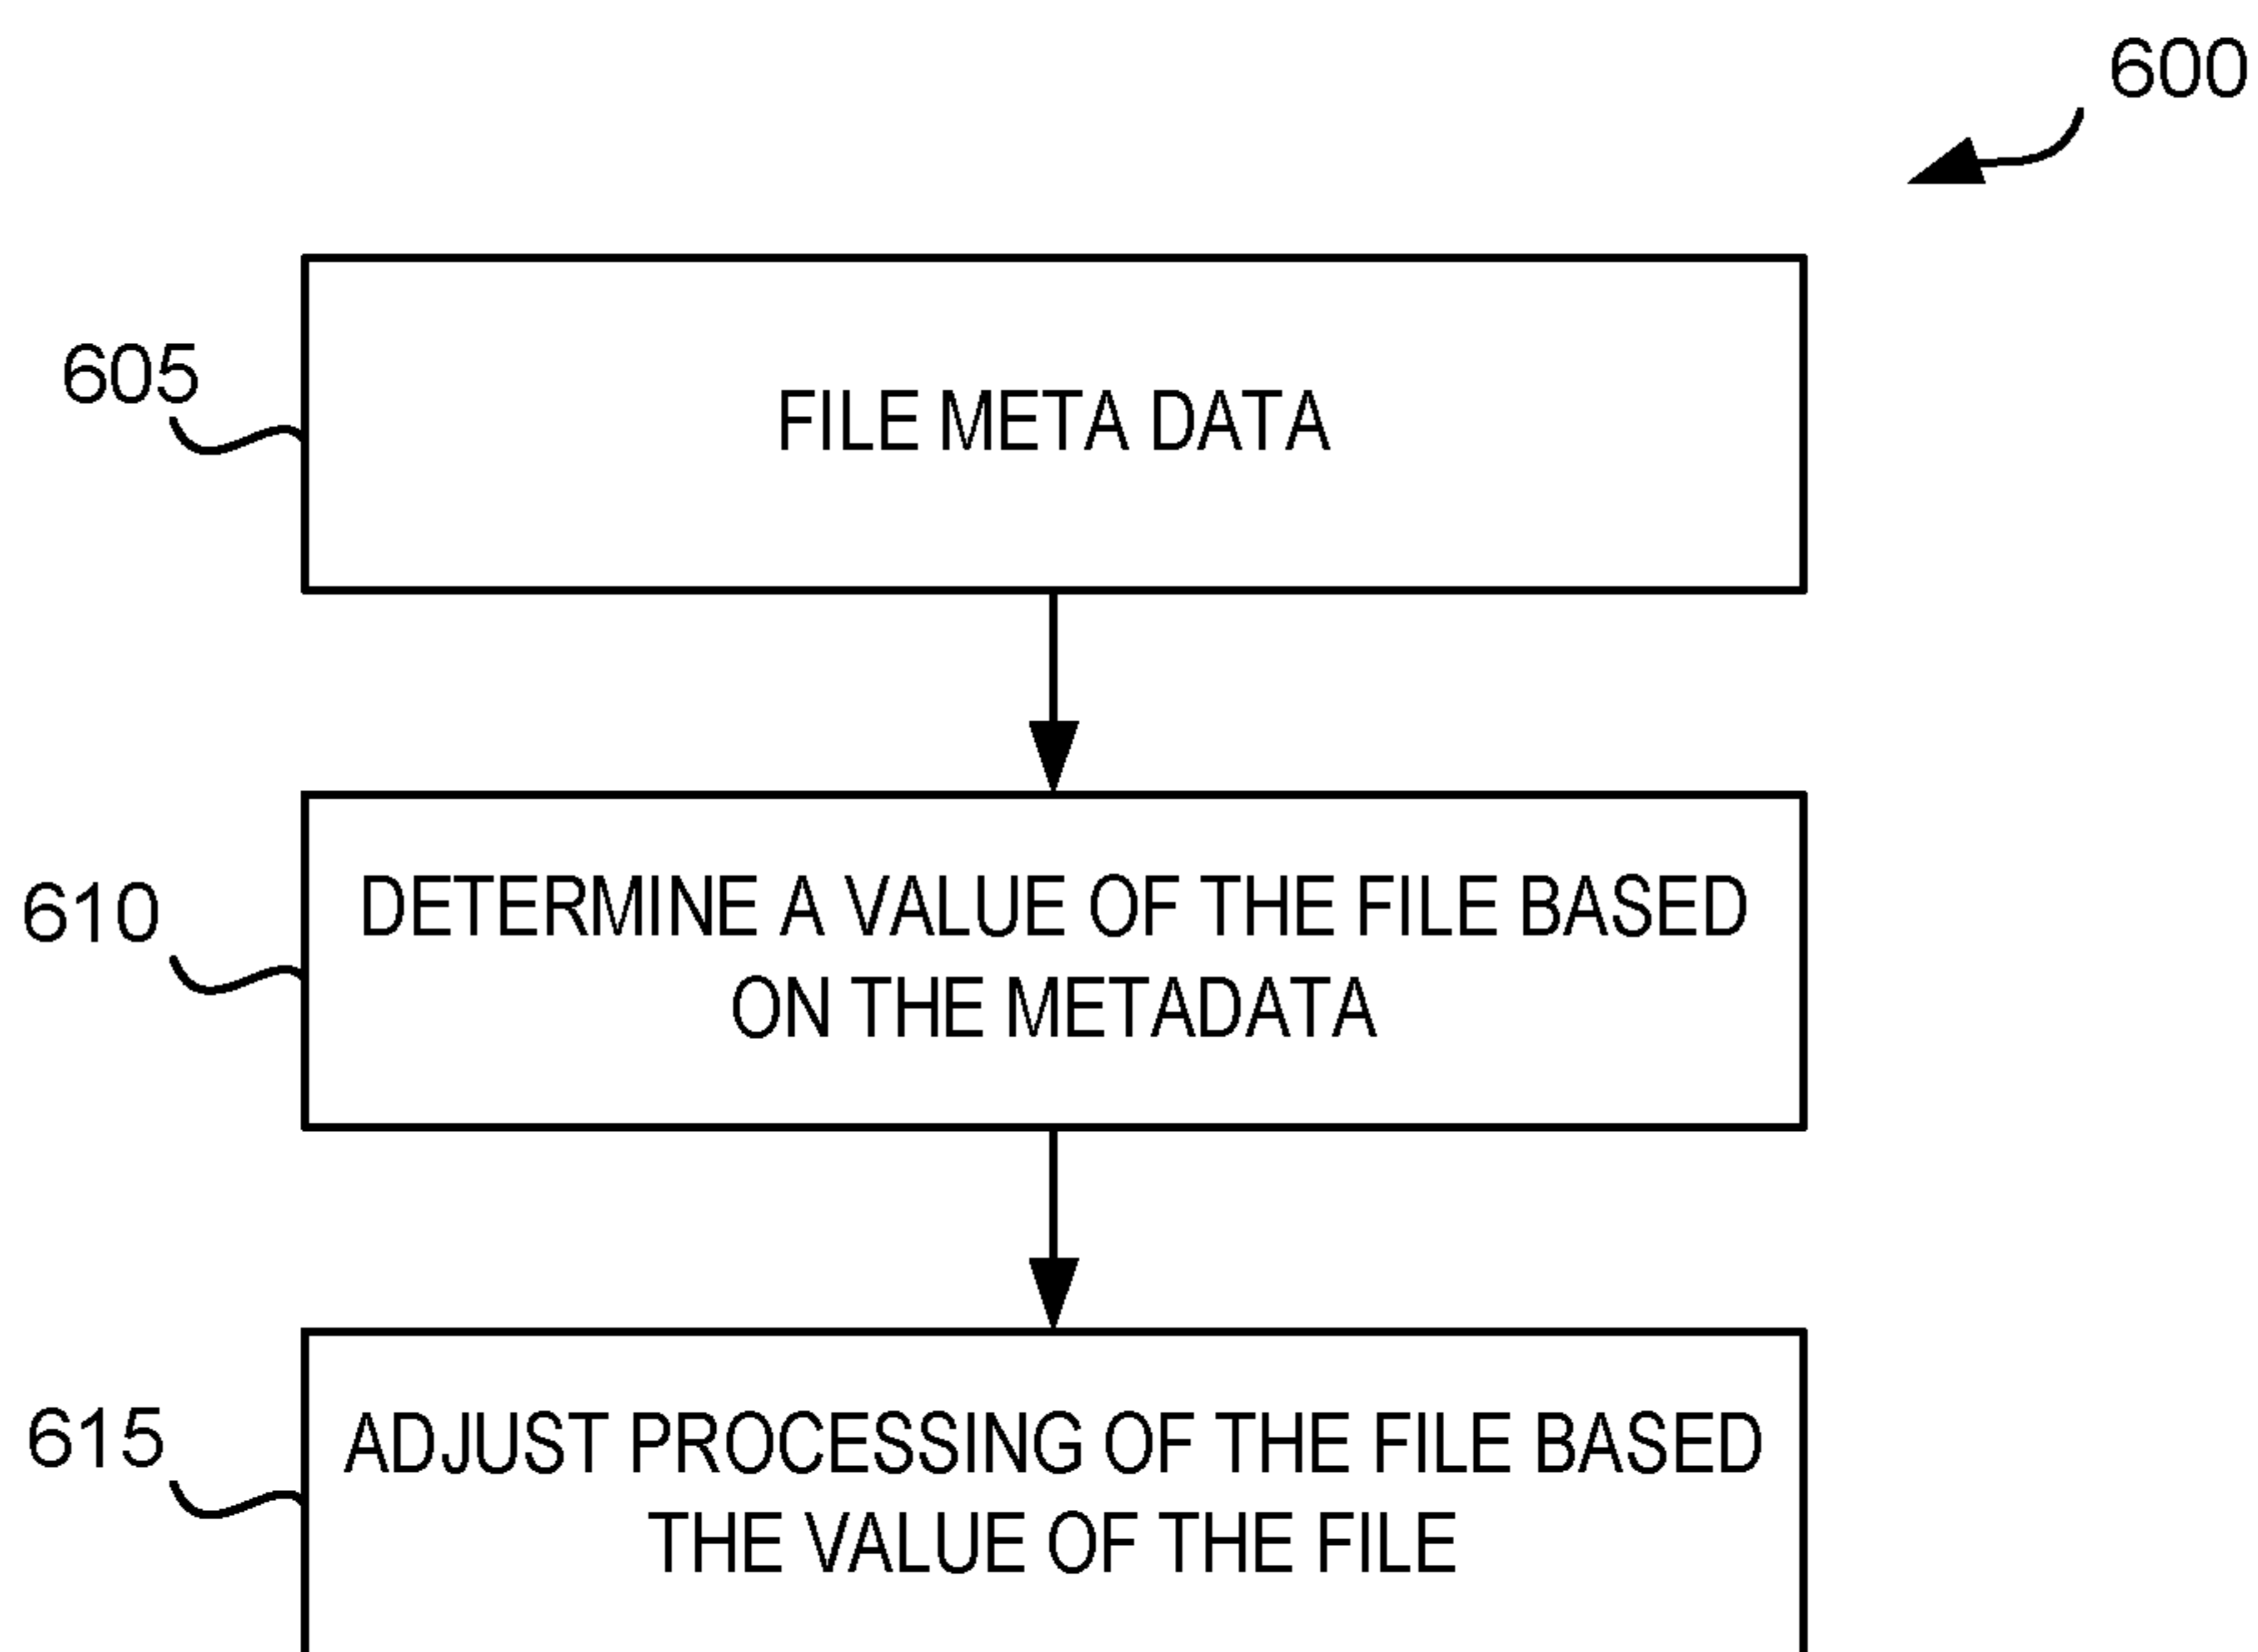 600
605
FILE META DATA
610
DETERMINE A VALUE OF THE FILE BASED
ON THE METADATA
615
ADJUST PROCESSING OF THE FILE BASED
THE VALUE OF THE FILE